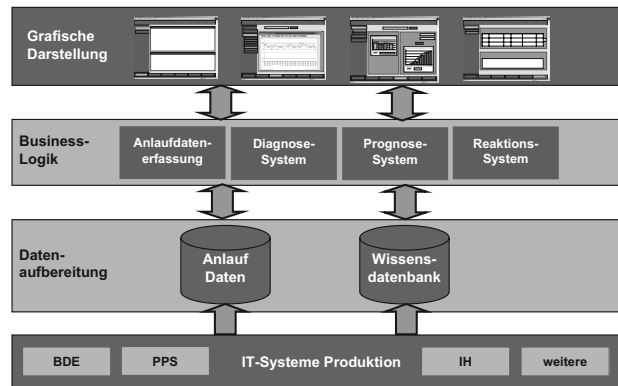 Grafische
Darstellung
Business-
Logik
Anlaufdaten-
erfassung
Diagnose-
System
Prognose-
System
Reaktions-
System
Daten-
aufbereitung
Anlauf
Daten
Wissens-
datenbank
BDE
PPS
IT-Systeme Produktion
IH
weitere